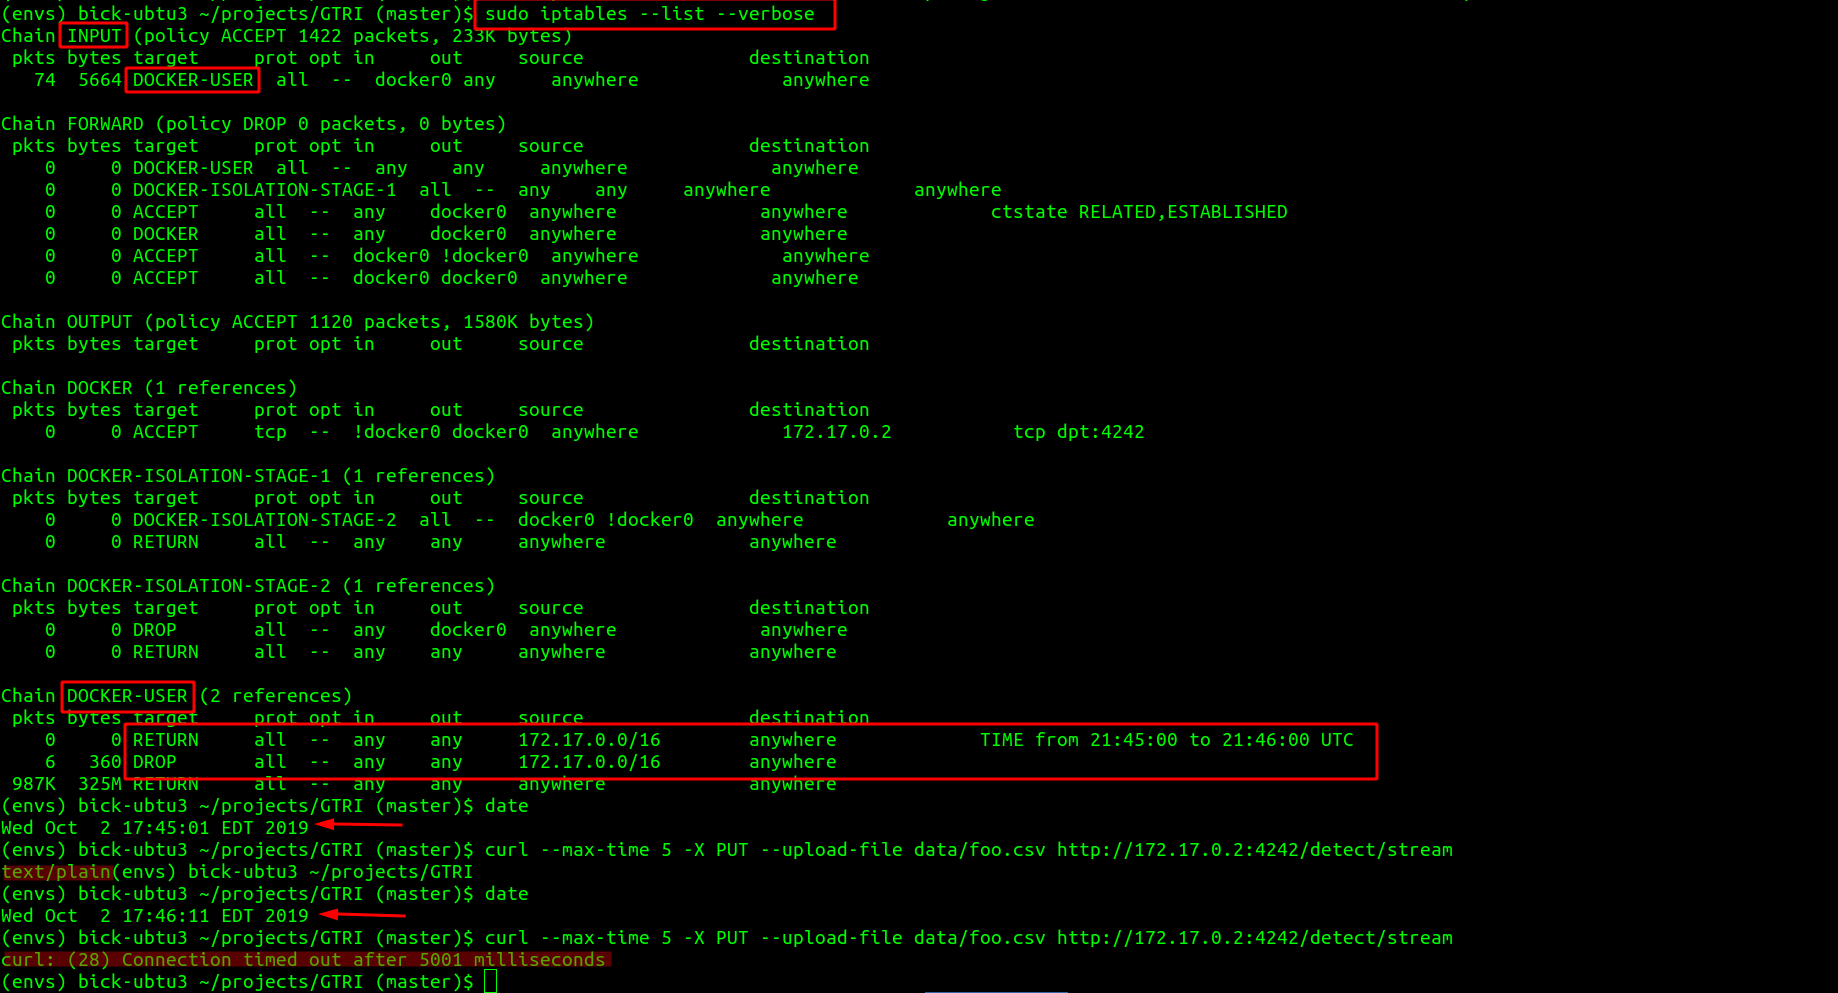 (envs) bick-ubtu3 ~/projects/GTRI (master)$ sudo iptables --list --verbose
Chain INPUT (policy ACCEPT 1422 packets, 233K bytes)
 pkts bytes target     prot opt in     out     source               destination
   74  5664 DOCKER-USER  all  --  docker0 any     anywhere             anywhere

Chain FORWARD (policy DROP 0 packets, 0 bytes)
 pkts bytes target     prot opt in     out     source               destination
    0     0 DOCKER-USER  all  --  any    any     anywhere             anywhere
    0     0 DOCKER-ISOLATION-STAGE-1  all  --  any    any     anywhere             anywhere
    0     0 ACCEPT     all  --  any    docker0  anywhere             anywhere             ctstate RELATED,ESTABLISHED
    0     0 DOCKER     all  --  any    docker0  anywhere             anywhere
    0     0 ACCEPT     all  --  docker0 !docker0  anywhere             anywhere
    0     0 ACCEPT     all  --  docker0 docker0  anywhere             anywhere

Chain OUTPUT (policy ACCEPT 1120 packets, 1580K bytes)
 pkts bytes target     prot opt in     out     source               destination

Chain DOCKER (1 references)
 pkts bytes target     prot opt in     out     source               destination
    0     0 ACCEPT     tcp  --  !docker0 docker0  anywhere             172.17.0.2           tcp dpt:4242

Chain DOCKER-ISOLATION-STAGE-1 (1 references)
 pkts bytes target     prot opt in     out     source               destination
    0     0 DOCKER-ISOLATION-STAGE-2  all  --  docker0 !docker0  anywhere             anywhere
    0     0 RETURN     all  --  any    any     anywhere             anywhere

Chain DOCKER-ISOLATION-STAGE-2 (1 references)
 pkts bytes target     prot opt in     out     source               destination
    0     0 DROP       all  --  any    docker0  anywhere             anywhere
    0     0 RETURN     all  --  any    any     anywhere             anywhere

Chain DOCKER-USER (2 references)
 pkts bytes target     prot opt in     out     source               destination
    0     0 RETURN     all  --  any    any     172.17.0.0/16        anywhere             TIME from 21:45:00 to 21:46:00 UTC
    6   360 DROP       all  --  any    any     172.17.0.0/16        anywhere
 987K  325M RETURN     all  --  any    any     anywhere             anywhere
(envs) bick-ubtu3 ~/projects/GTRI (master)$ date
Wed Oct  2 17:45:01 EDT 2019
(envs) bick-ubtu3 ~/projects/GTRI (master)$ curl --max-time 5 -X PUT --upload-file data/foo.csv http://172.17.0.2:4242/detect/stream
text/plain(envs) bick-ubtu3 ~/projects/GTRI
(envs) bick-ubtu3 ~/projects/GTRI (master)$ date
Wed Oct  2 17:46:11 EDT 2019
(envs) bick-ubtu3 ~/projects/GTRI (master)$ curl --max-time 5 -X PUT --upload-file data/foo.csv http://172.17.0.2:4242/detect/stream
curl: (28) Connection timed out after 5001 milliseconds
(envs) bick-ubtu3 ~/projects/GTRI (master)$